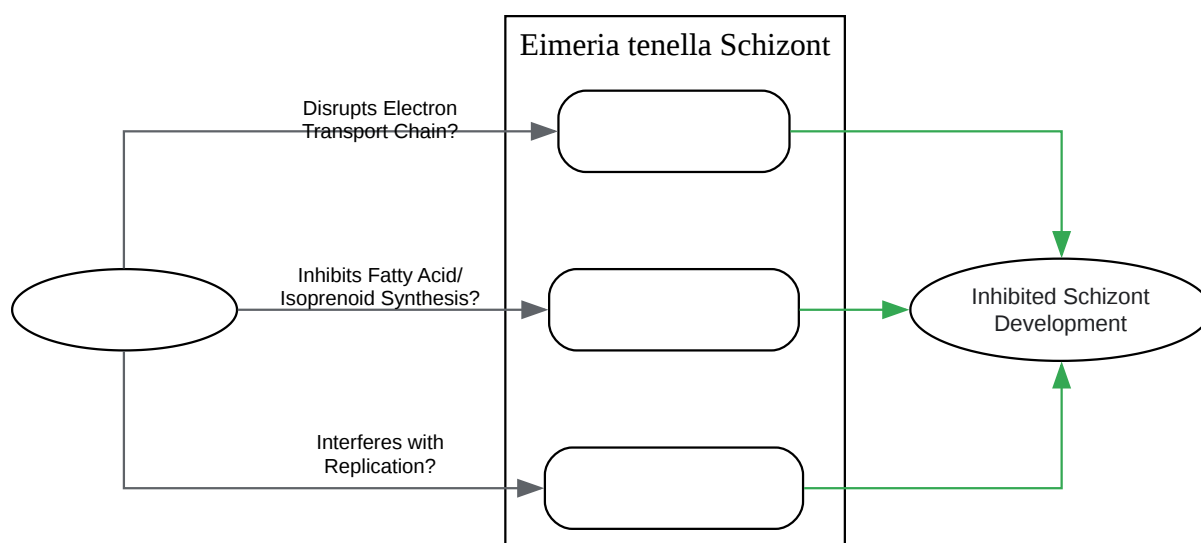 Eimeria tenella Schizont
Disrupts Electron
Transport Chain?
Inhibits Fatty Acid/
Isoprenoid Synthesis?
Inhibited Schizont
Development
Interferes with
Replication?